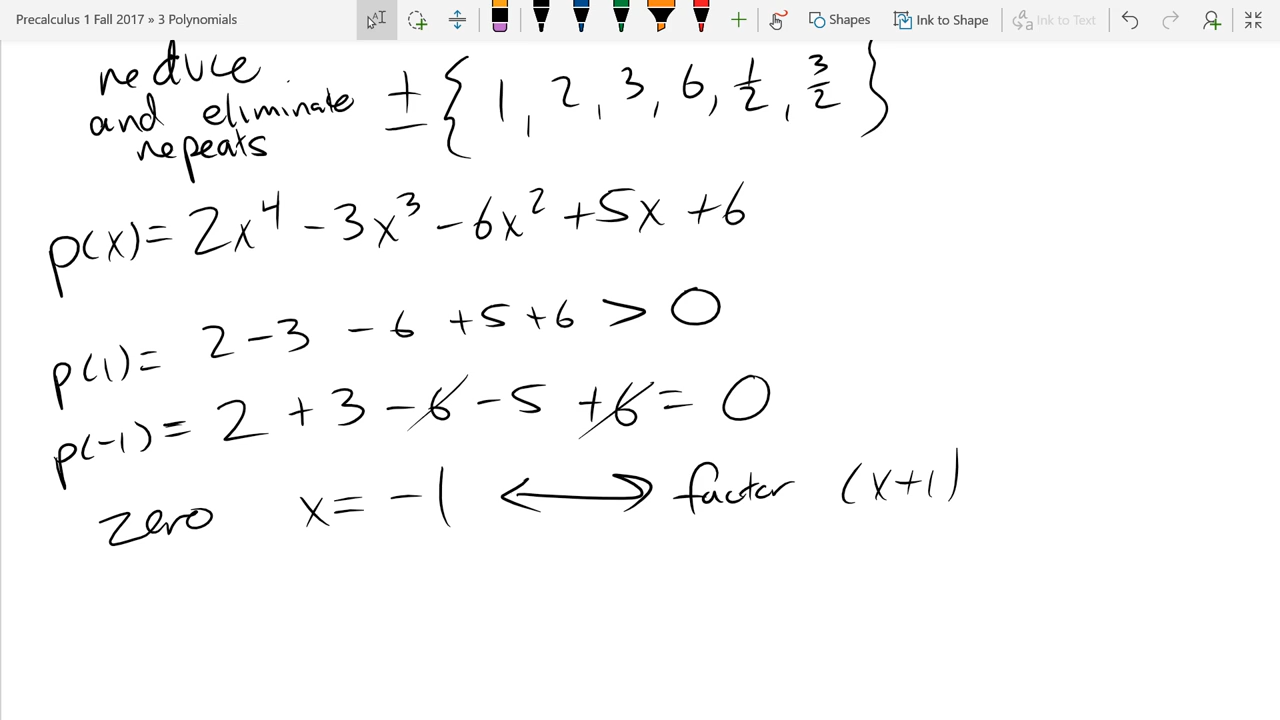 Precalculus 1 Fall 2017 » 3 Polynomials
Shapes
Ink to Shape
Ink to Text
reduce
and eliminate
repeats
± { 1, 2, 3, 6, 1/2, 3/2 }
p(x) = 2x⁴ - 3x³ - 6x² + 5x + 6
p(1) = 2 - 3 - 6 + 5 + 6 > 0
p(-1) = 2 + 3 - 6 - 5 + 6 = 0
zero x = -1 ⟷ factor (x+1)